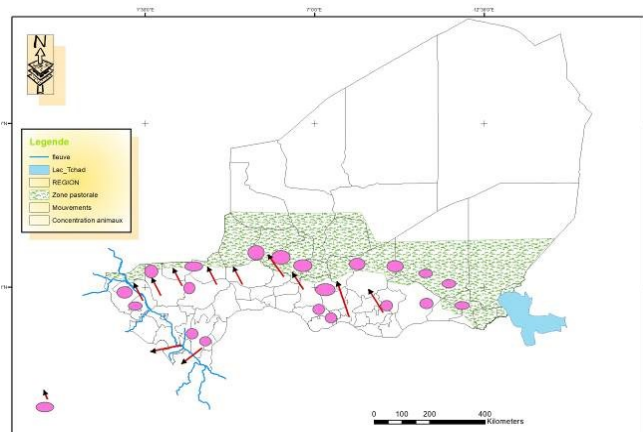 N
Legende
fleuve
Lac_Tchad
REGION
Zone pastorale
Mouvements
Concentration animaux
0 100 200 400
Kilometers